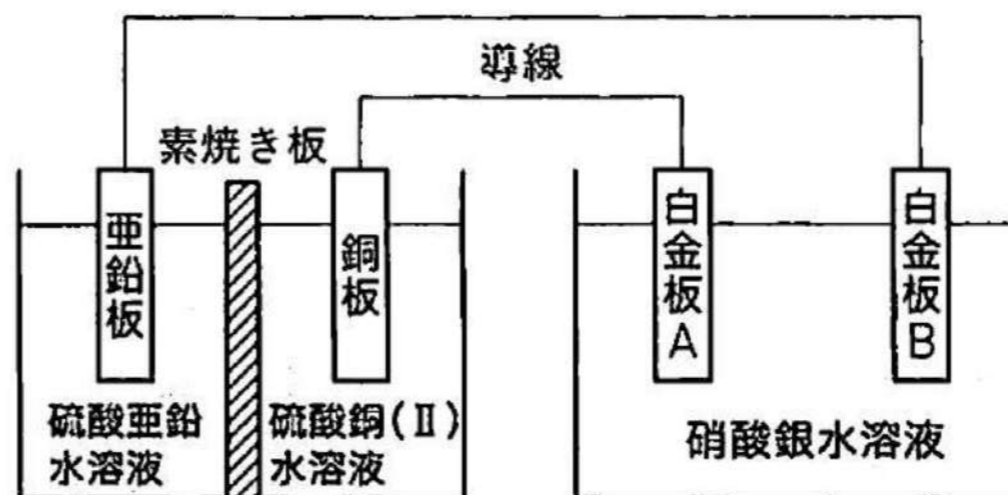 導線
素焼き板
亜鉛板
銅板
白金板A
白金板B
硫酸亜鉛
水溶液
硫酸銅(Ⅱ)
水溶液
硝酸銀水溶液